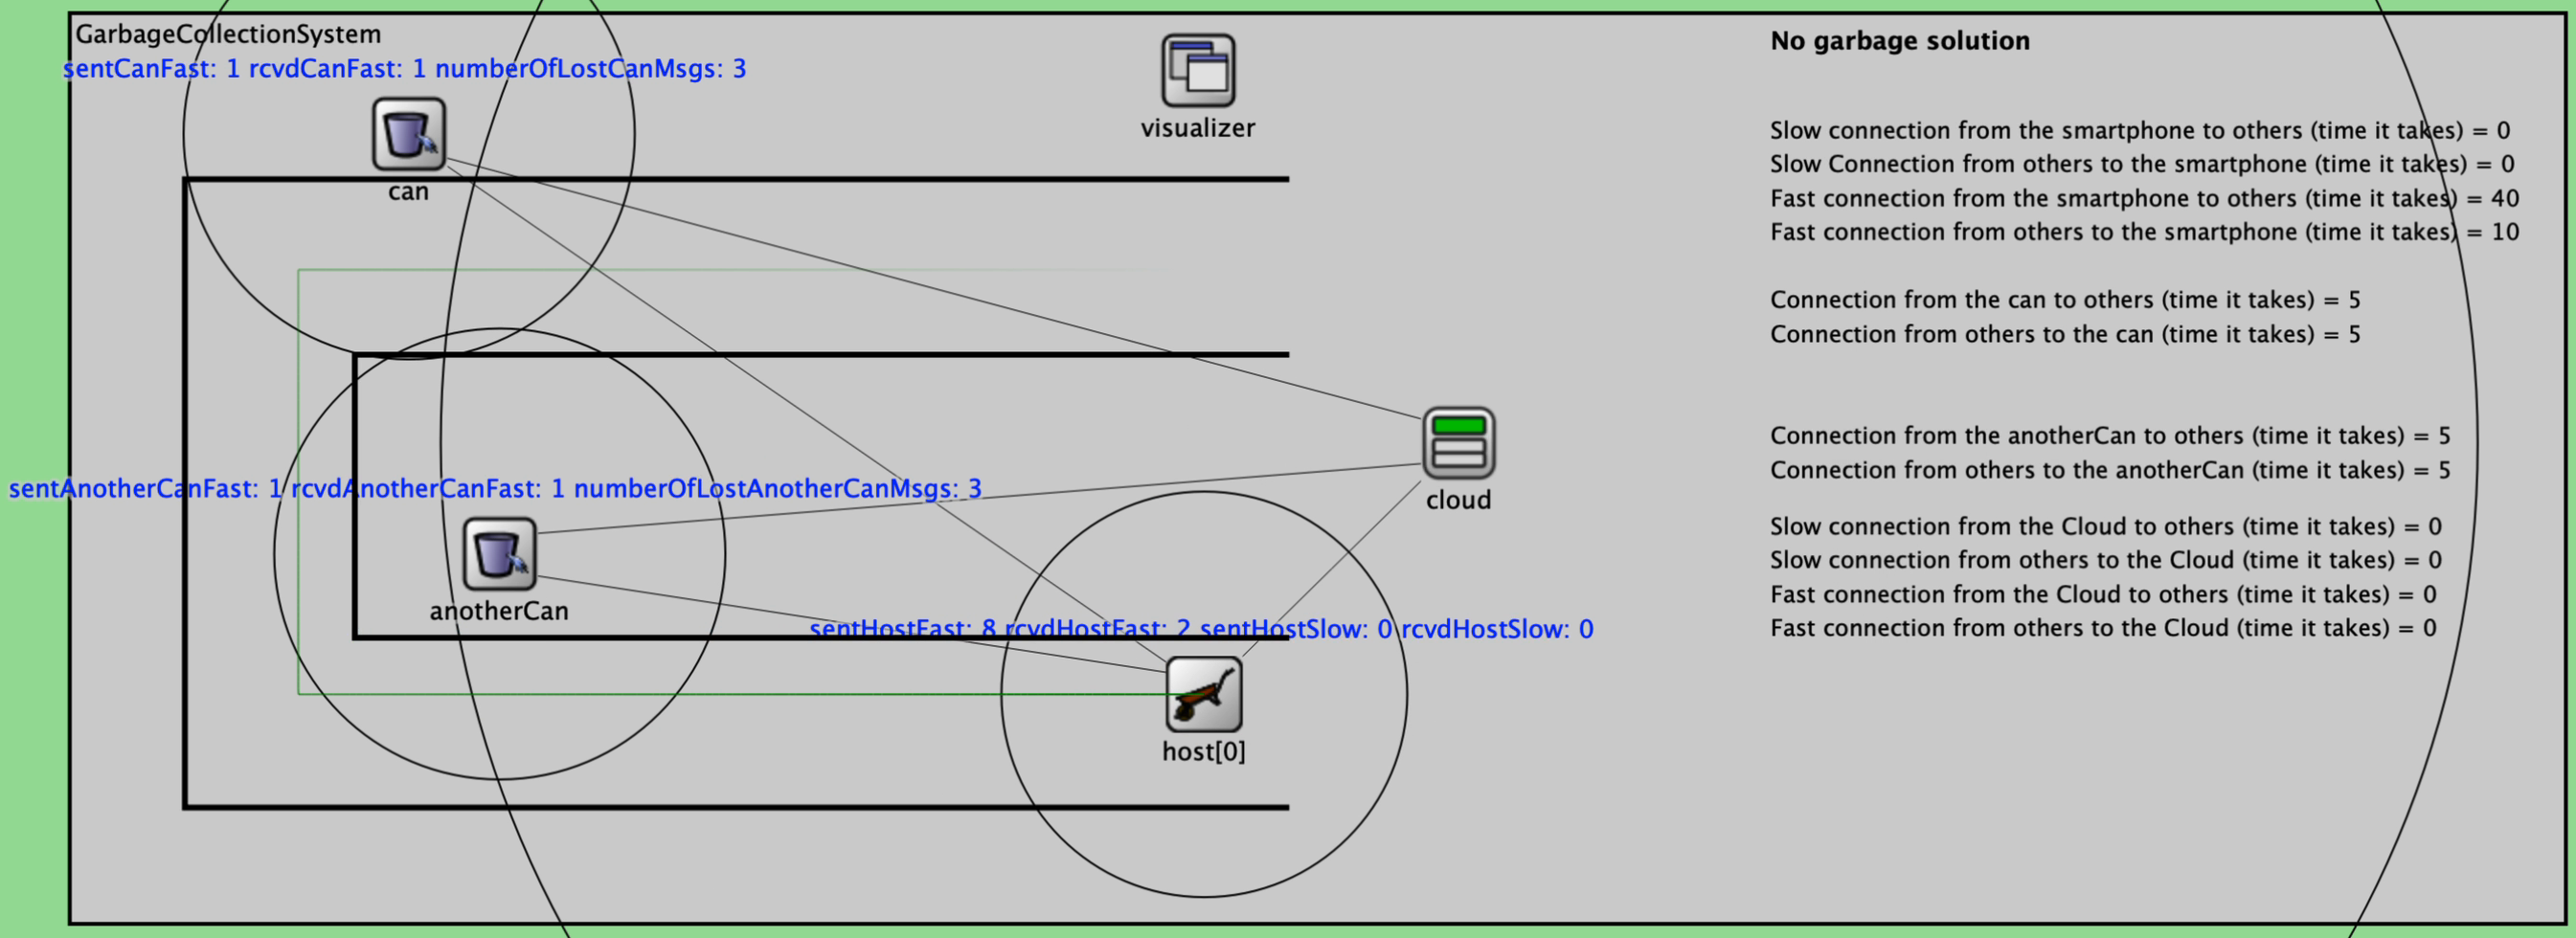 GarbageCollectionSystem
sentCanFast: 1 rcvdCanFast: 1 numberOfLostCanMsgs: 3
can
visualizer
sentAnotherCanFast: 1 rcvdAnotherCanFast: 1 numberOfLostAnotherCanMsgs: 3
anotherCan
cloud
sentHostFast: 8 rcvdHostFast: 2 sentHostSlow: 0 rcvdHostSlow: 0
host[0]
No garbage solution
Slow connection from the smartphone to others (time it takes) = 0
Slow Connection from others to the smartphone (time it takes) = 0
Fast connection from the smartphone to others (time it takes) = 40
Fast connection from others to the smartphone (time it takes) = 10
Connection from the can to others (time it takes) = 5
Connection from others to the can (time it takes) = 5
Connection from the anotherCan to others (time it takes) = 5
Connection from others to the anotherCan (time it takes) = 5
Slow connection from the Cloud to others (time it takes) = 0
Slow connection from others to the Cloud (time it takes) = 0
Fast connection from the Cloud to others (time it takes) = 0
Fast connection from others to the Cloud (time it takes) = 0